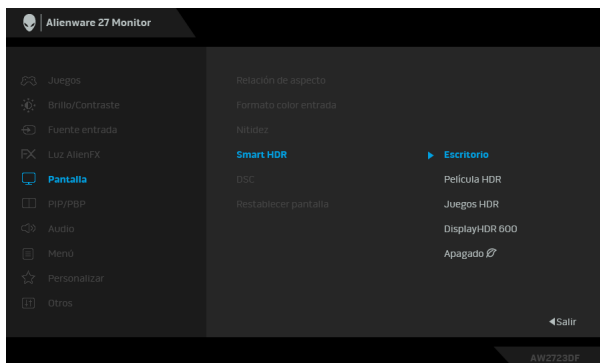 Alienware 27 Monitor
Juegos
Relación de aspecto
Brillo/Contraste
Formato color entrada
Fuente entrada
Nitidez
FX Luz AlienFX
Smart HDR
Escritorio
Pantalla
DSC
Película HDR
PIP/PBP
Restablecer pantalla
Juegos HDR
Audio
DisplayHDR 600
Menú
Apagado
Personalizar
Otros
Salir
AW2723DF